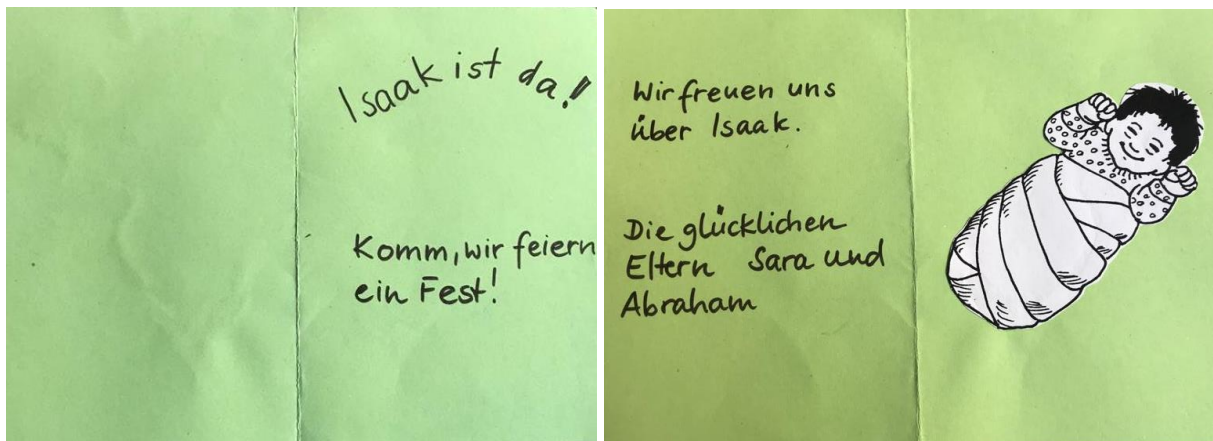 Isaak ist da!
Komm, wir feiern
ein Fest!
Wir freuen uns
über Isaak.
Die glücklichen
Eltern Sara und
Abraham